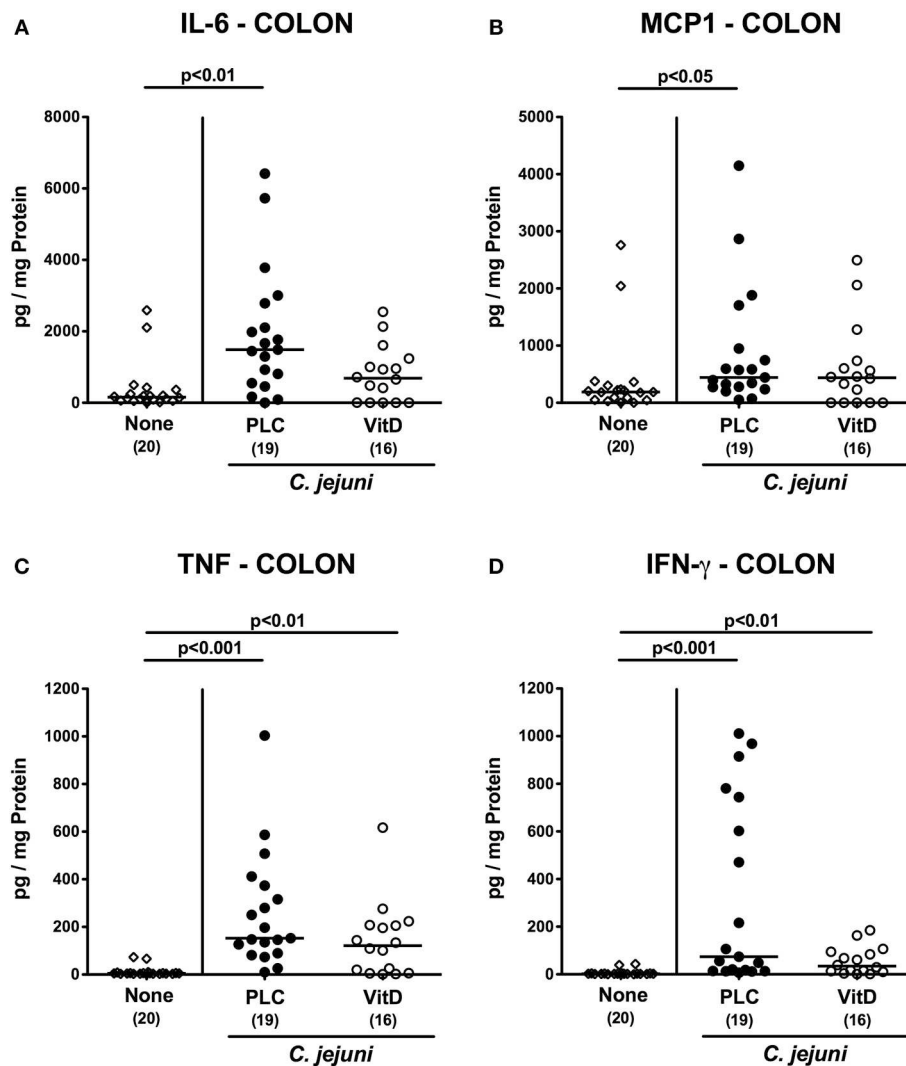 A
IL-6 - COLON
p<0.01
8000
6000
4000
2000
0
pg / mg Protein
None
PLC
VitD
(20)
(19)
(16)
C. jejuni
B
MCP1 - COLON
p<0.05
5000
4000
3000
2000
1000
0
pg / mg Protein
None
PLC
VitD
(20)
(19)
(16)
C. jejuni
C
TNF - COLON
p<0.01
p<0.001
1200
1000
800
600
400
200
0
pg / mg Protein
None
PLC
VitD
(20)
(19)
(16)
C. jejuni
D
IFN-γ - COLON
p<0.01
p<0.001
1200
1000
800
600
400
200
0
pg / mg Protein
None
PLC
VitD
(20)
(19)
(16)
C. jejuni